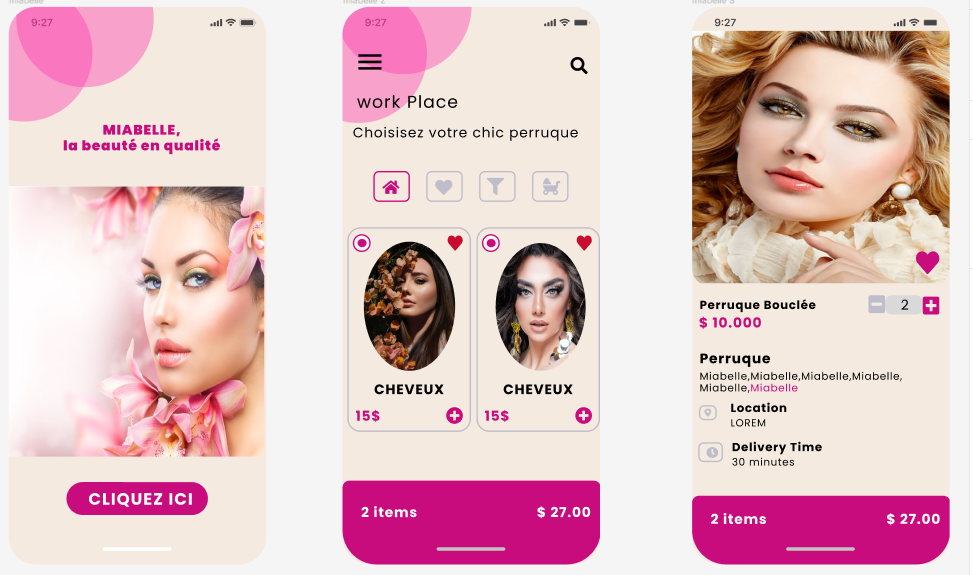 Miabelle
Miabelle 2
Miabelle 3
9:27
MIABELLE,
la beauté en qualité
CLIQUEZ ICI
9:27
work Place
Choisisez votre chic perruque
CHEVEUX
15$
CHEVEUX
15$
2 items
$ 27.00
9:27
Perruque Bouclée
2
$ 10.000
Perruque
Miabelle,Miabelle,Miabelle,Miabelle,
Miabelle,Miabelle
Location
LOREM
Delivery Time
30 minutes
2 items
$ 27.00